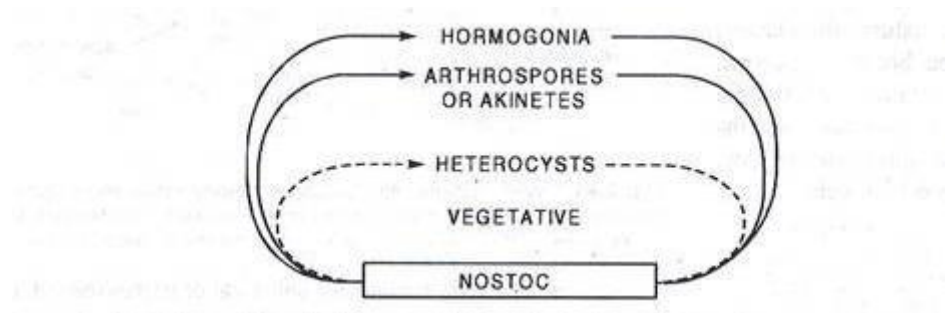 HORMOGONIA
ARTHROSPORES
OR AKINETES
HETEROCYSTS
VEGETATIVE
NOSTOC